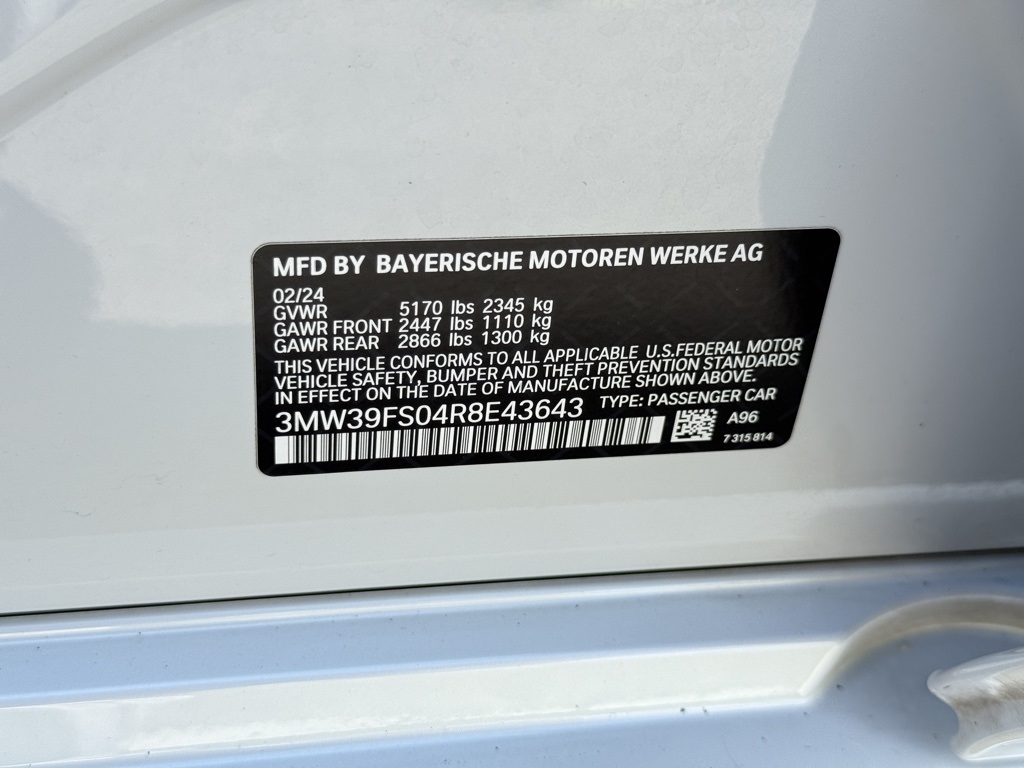 MFD BY BAYERISCHE MOTOREN WERKE AG
02/24
GVWR 5170 lbs 2345 kg
GAWR FRONT 2447 lbs 1110 kg
GAWR REAR 2866 lbs 1300 kg
THIS VEHICLE CONFORMS TO ALL APPLICABLE U.S.FEDERAL MOTOR
VEHICLE SAFETY, BUMPER AND THEFT PREVENTION STANDARDS
IN EFFECT ON THE DATE OF MANUFACTURE SHOWN ABOVE.
3MW39FS04R8E43643 TYPE: PASSENGER CAR
A96
7 315 814